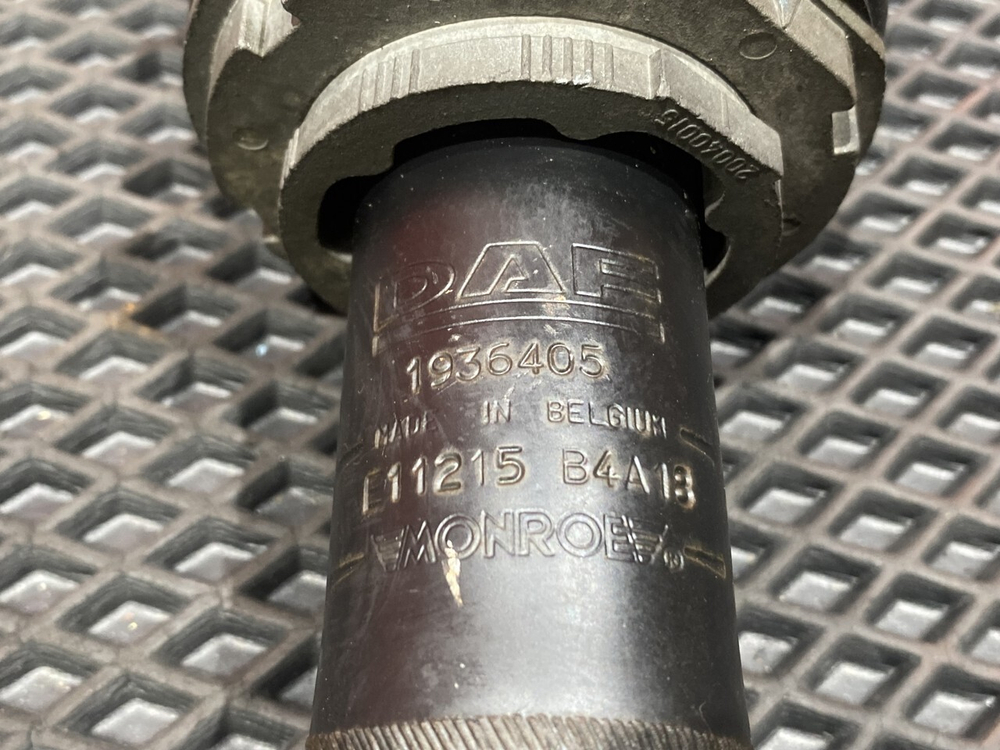 20040015
DAF
1936405
MADE IN BELGIUM
E11215 B4A18
MONROE®